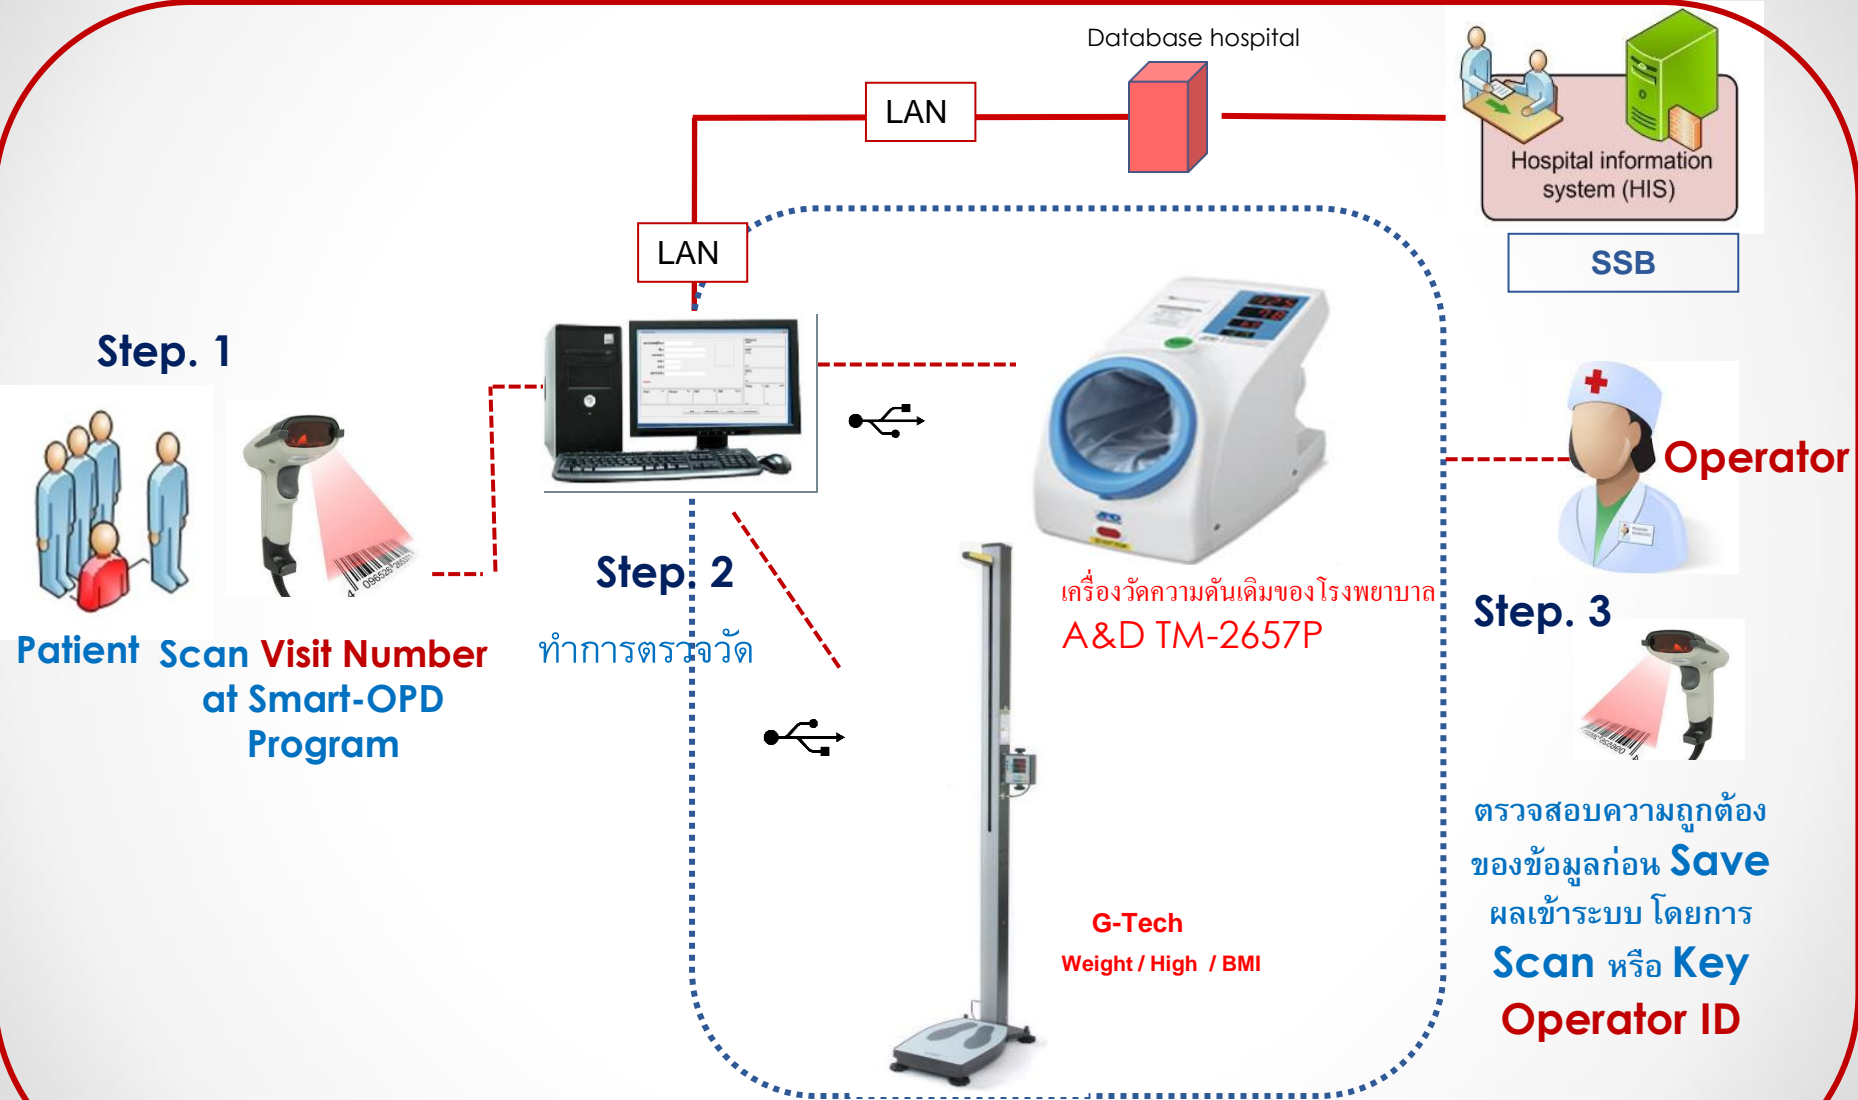 Database hospital
LAN
LAN
Hospital information
system (HIS)
SSB
Step. 1
Patient
Scan Visit Number
at Smart-OPD
Program
Step. 2
ทำการตรวจวัด
A&D
เครื่องวัดความดันเดิมของโรงพยาบาล
A&D TM-2657P
G-Tech
Weight / High / BMI
Operator
Step. 3
ตรวจสอบความถูกต้อง
ของข้อมูลก่อน Save
ผลเข้าระบบ โดยการ
Scan หรือ Key
Operator ID